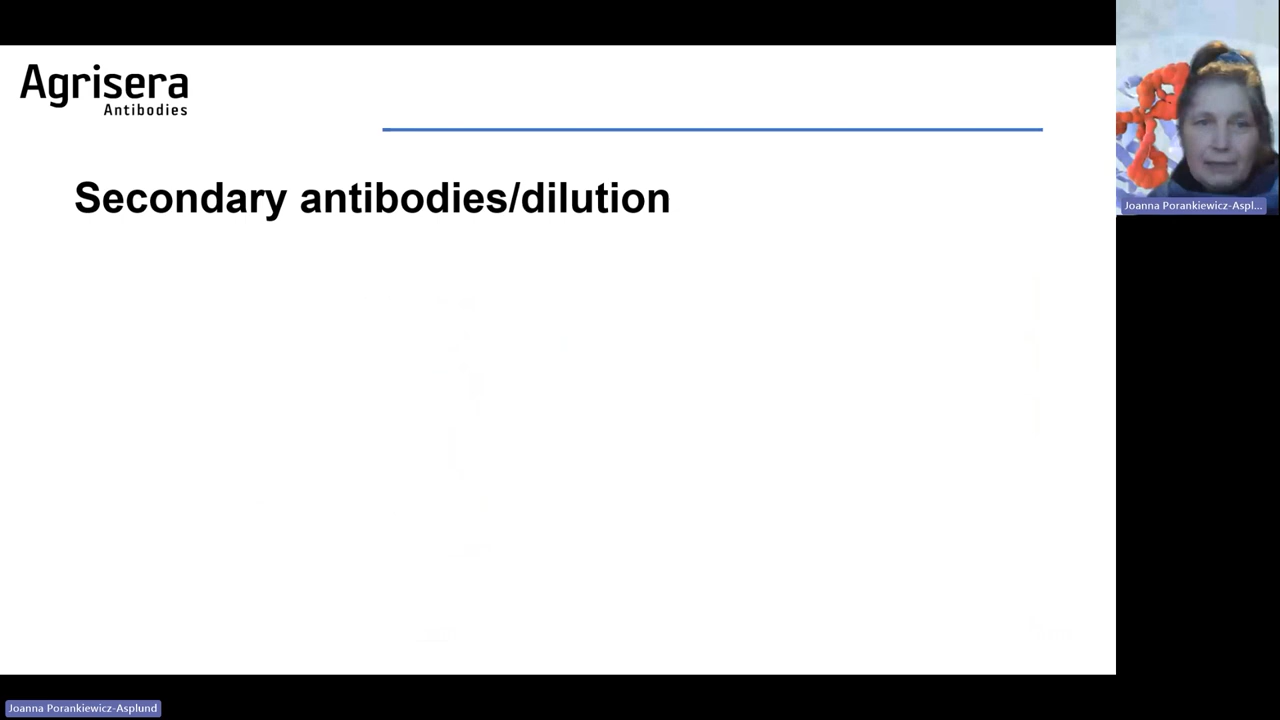 Agrisera
Antibodies
Secondary antibodies/dilution
Joanna Porankiewicz-Aspl...
Joanna Porankiewicz-Asplund